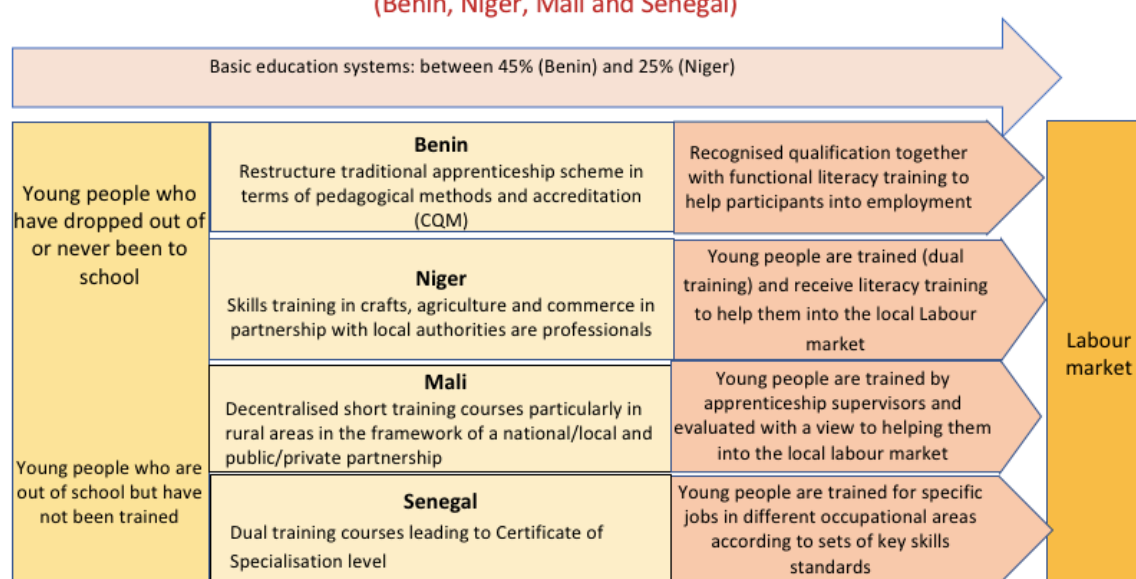 (Benin, Niger, Mali and Senegal)
Basic education systems: between 45% (Benin) and 25% (Niger)
Young people who
have dropped out of
or never been to
school
Young people who are
out of school but have
not been trained
Benin
Restructure traditional apprenticeship scheme in
terms of pedagogical methods and accreditation
(CQM)
Recognised qualification together
with functional literacy training to
help participants into employment
Niger
Skills training in crafts, agriculture and commerce in
partnership with local authorities are professionals
Young people are trained (dual
training) and receive literacy training
to help them into the local Labour
market
Mali
Decentralised short training courses particularly in
rural areas in the framework of a national/local and
public/private partnership
Young people are trained by
apprenticeship supervisors and
evaluated with a view to helping them
into the local labour market
Senegal
Dual training courses leading to Certificate of
Specialisation level
Young people are trained for specific
jobs in different occupational areas
according to sets of key skills
standards
Labour
market